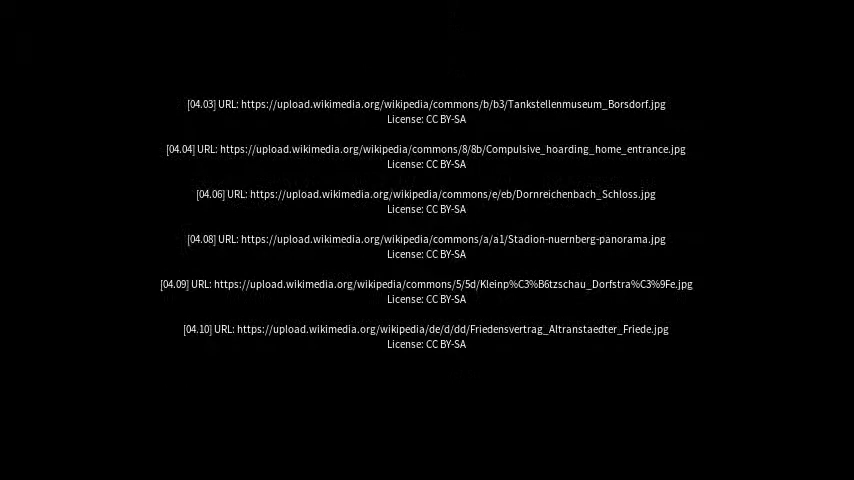 [04.03] URL: https://upload.wikimedia.org/wikipedia/commons/b/b3/Tankstellenmuseum_Borsdorf.jpg
License: CC BY-SA
[04.04] URL: https://upload.wikimedia.org/wikipedia/commons/8/8b/Compulsive_hoarding_home_entrance.jpg
License: CC BY-SA
[04.06] URL: https://upload.wikimedia.org/wikipedia/commons/e/eb/Dornreichenbach_Schloss.jpg
License: CC BY-SA
[04.08] URL: https://upload.wikimedia.org/wikipedia/commons/a/a1/Stadion-nuernberg-panorama.jpg
License: CC BY-SA
[04.09] URL: https://upload.wikimedia.org/wikipedia/commons/5/5d/Kleinp%C3%B6tzschau_Dorfstra%C3%9Fe.jpg
License: CC BY-SA
[04.10] URL: https://upload.wikimedia.org/wikipedia/de/d/dd/Friedensvertrag_Altranstaedter_Friede.jpg
License: CC BY-SA